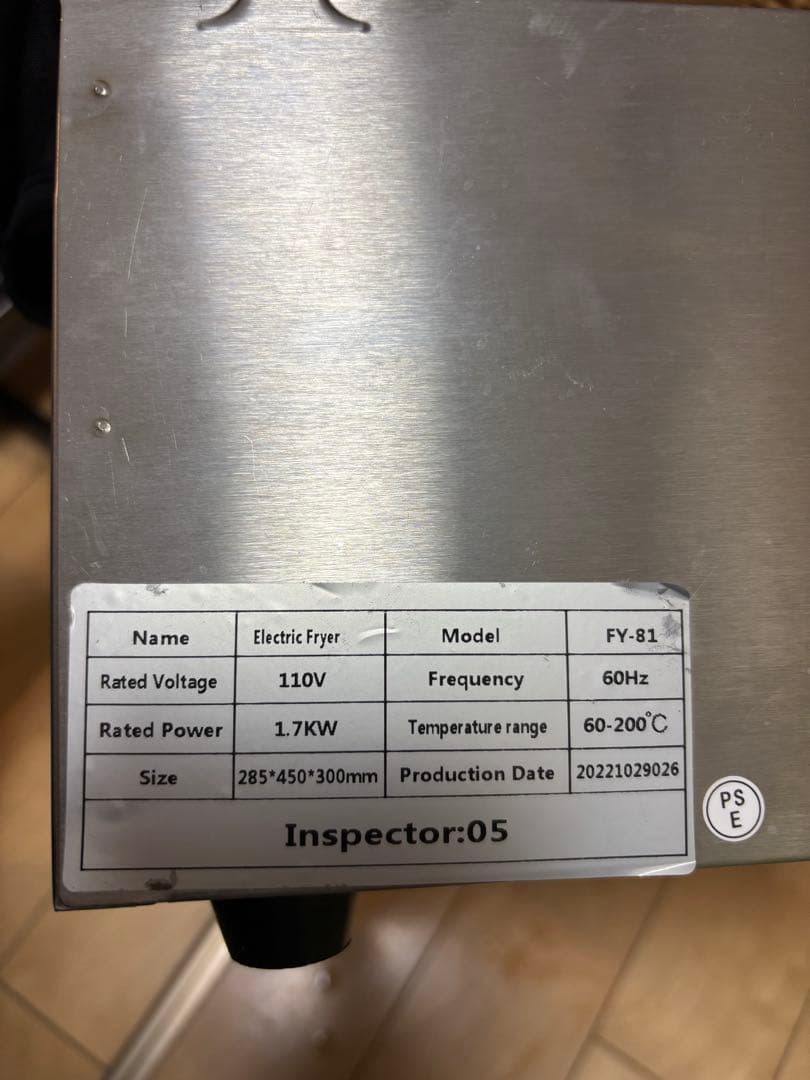 Name Electric Fryer Model FY-81
Rated Voltage 110V Frequency 60Hz
Rated Power 1.7KW Temperature range 60-200℃
Size 285*450*300mm Production Date 20221029026
Inspector:05
PS
E